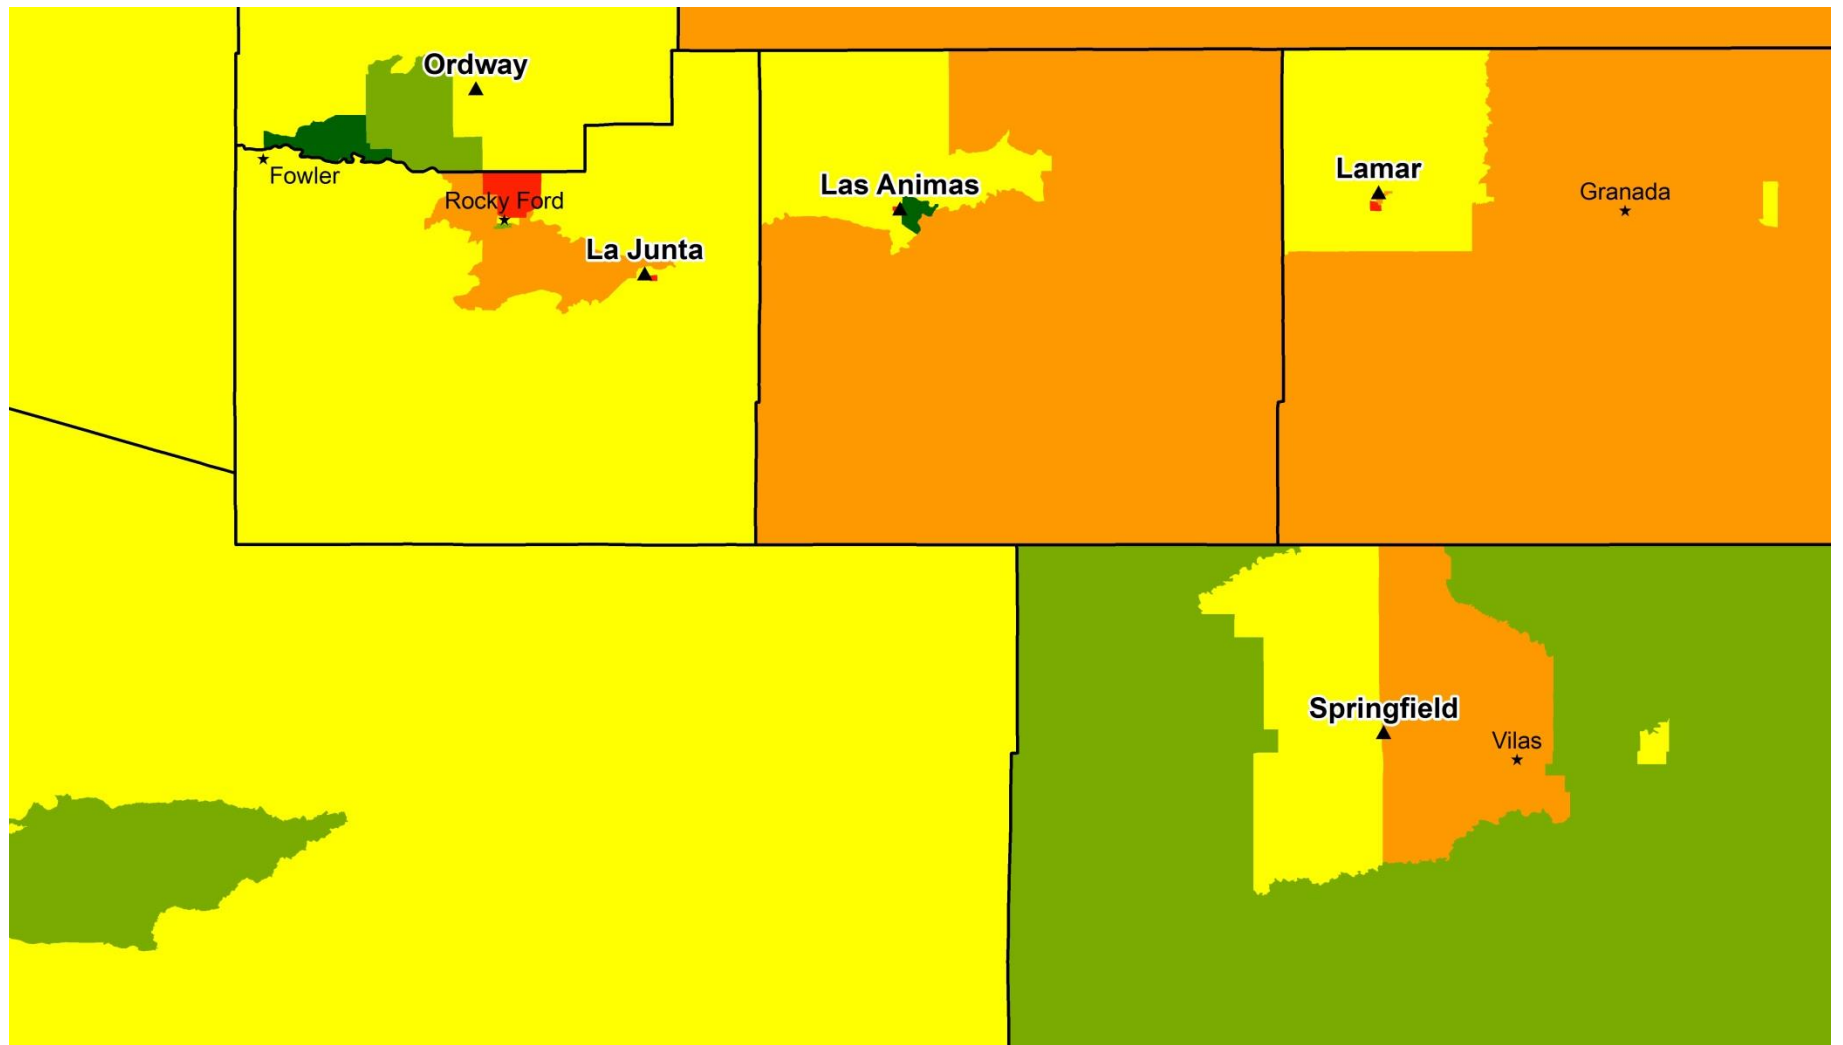 Ordway
Fowler
Rocky Ford
La Junta
Las Animas
Lamar
Granada
Springfield
Vilas